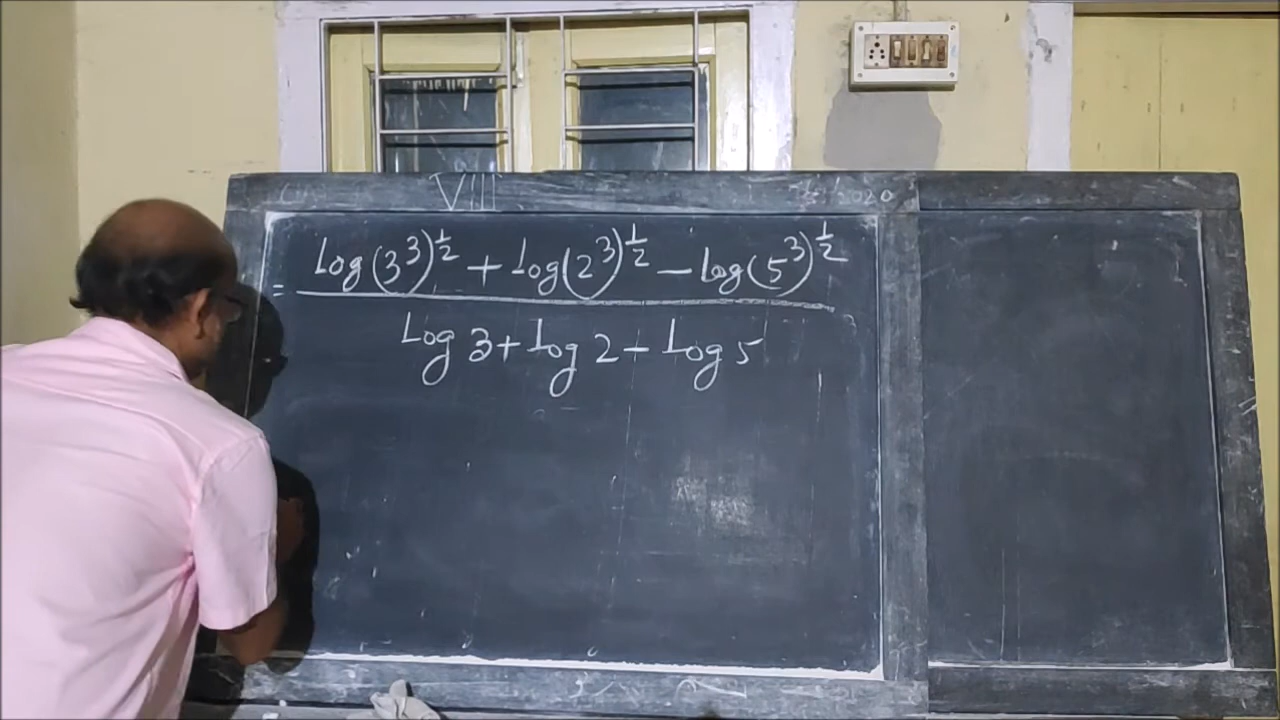 VIII
2020
= log(3³)^½ + log(2³)^½ - log(5³)^½
log 3 + log 2 - log 5